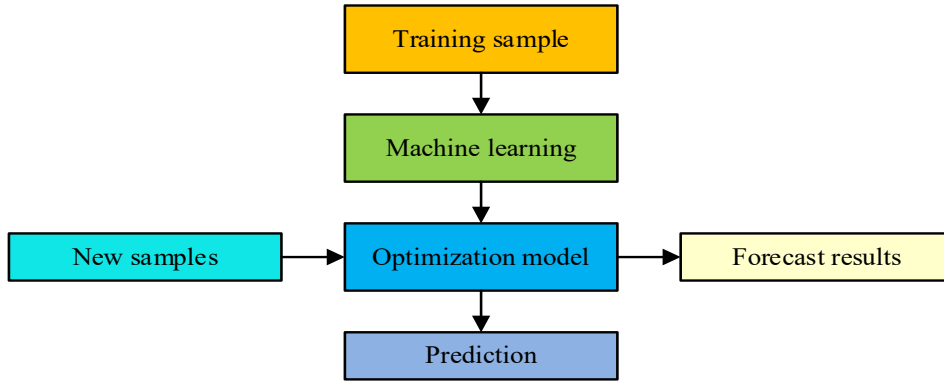 Training sample
Machine learning
New samples
Optimization model
Forecast results
Prediction